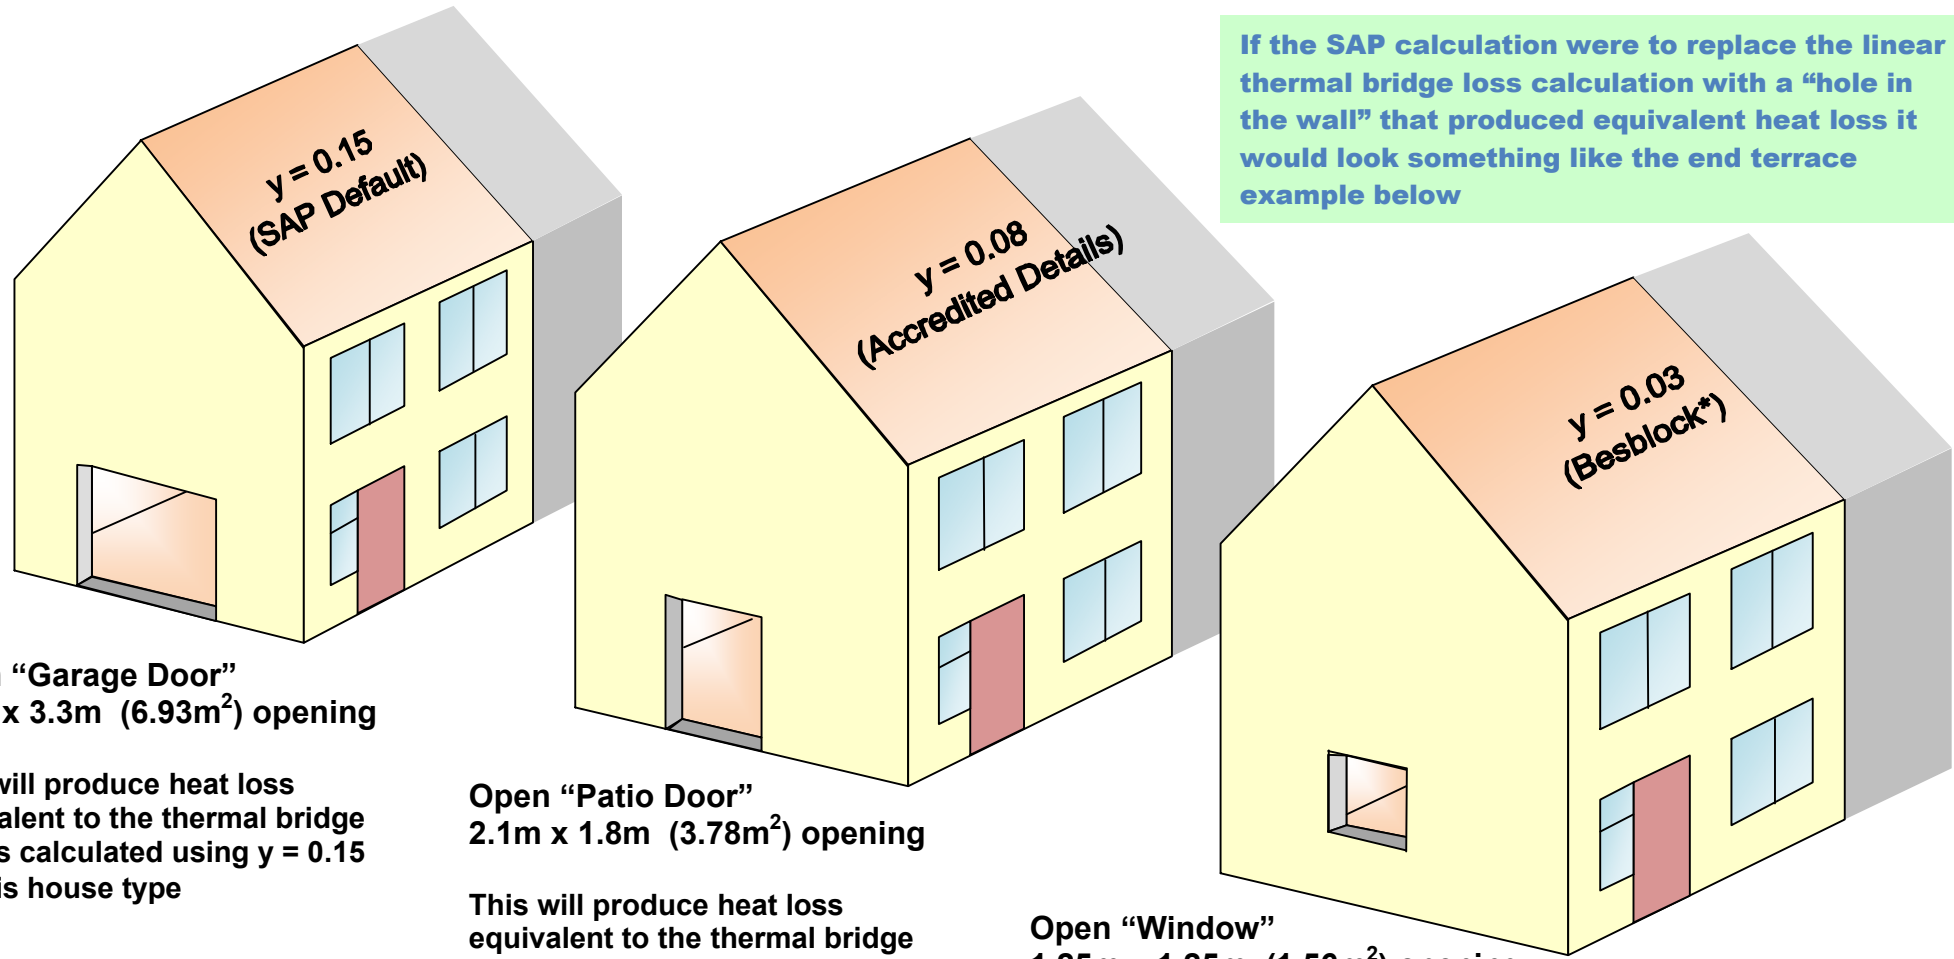 If the SAP calculation were to replace the linear
thermal bridge loss calculation with a “hole in
the wall” that produced equivalent heat loss it
would look something like the end terrace
example below
y = 0.15
(SAP Default)
y = 0.08
(Accredited Details)
y = 0.03
(Besblock*)
“Garage Door”
x 3.3m (6.93m²) opening
will produce heat loss
alent to the thermal bridge
s calculated using y = 0.15
is house type
Open “Patio Door”
2.1m x 1.8m (3.78m²) opening
This will produce heat loss
equivalent to the thermal bridge
Open “Window”